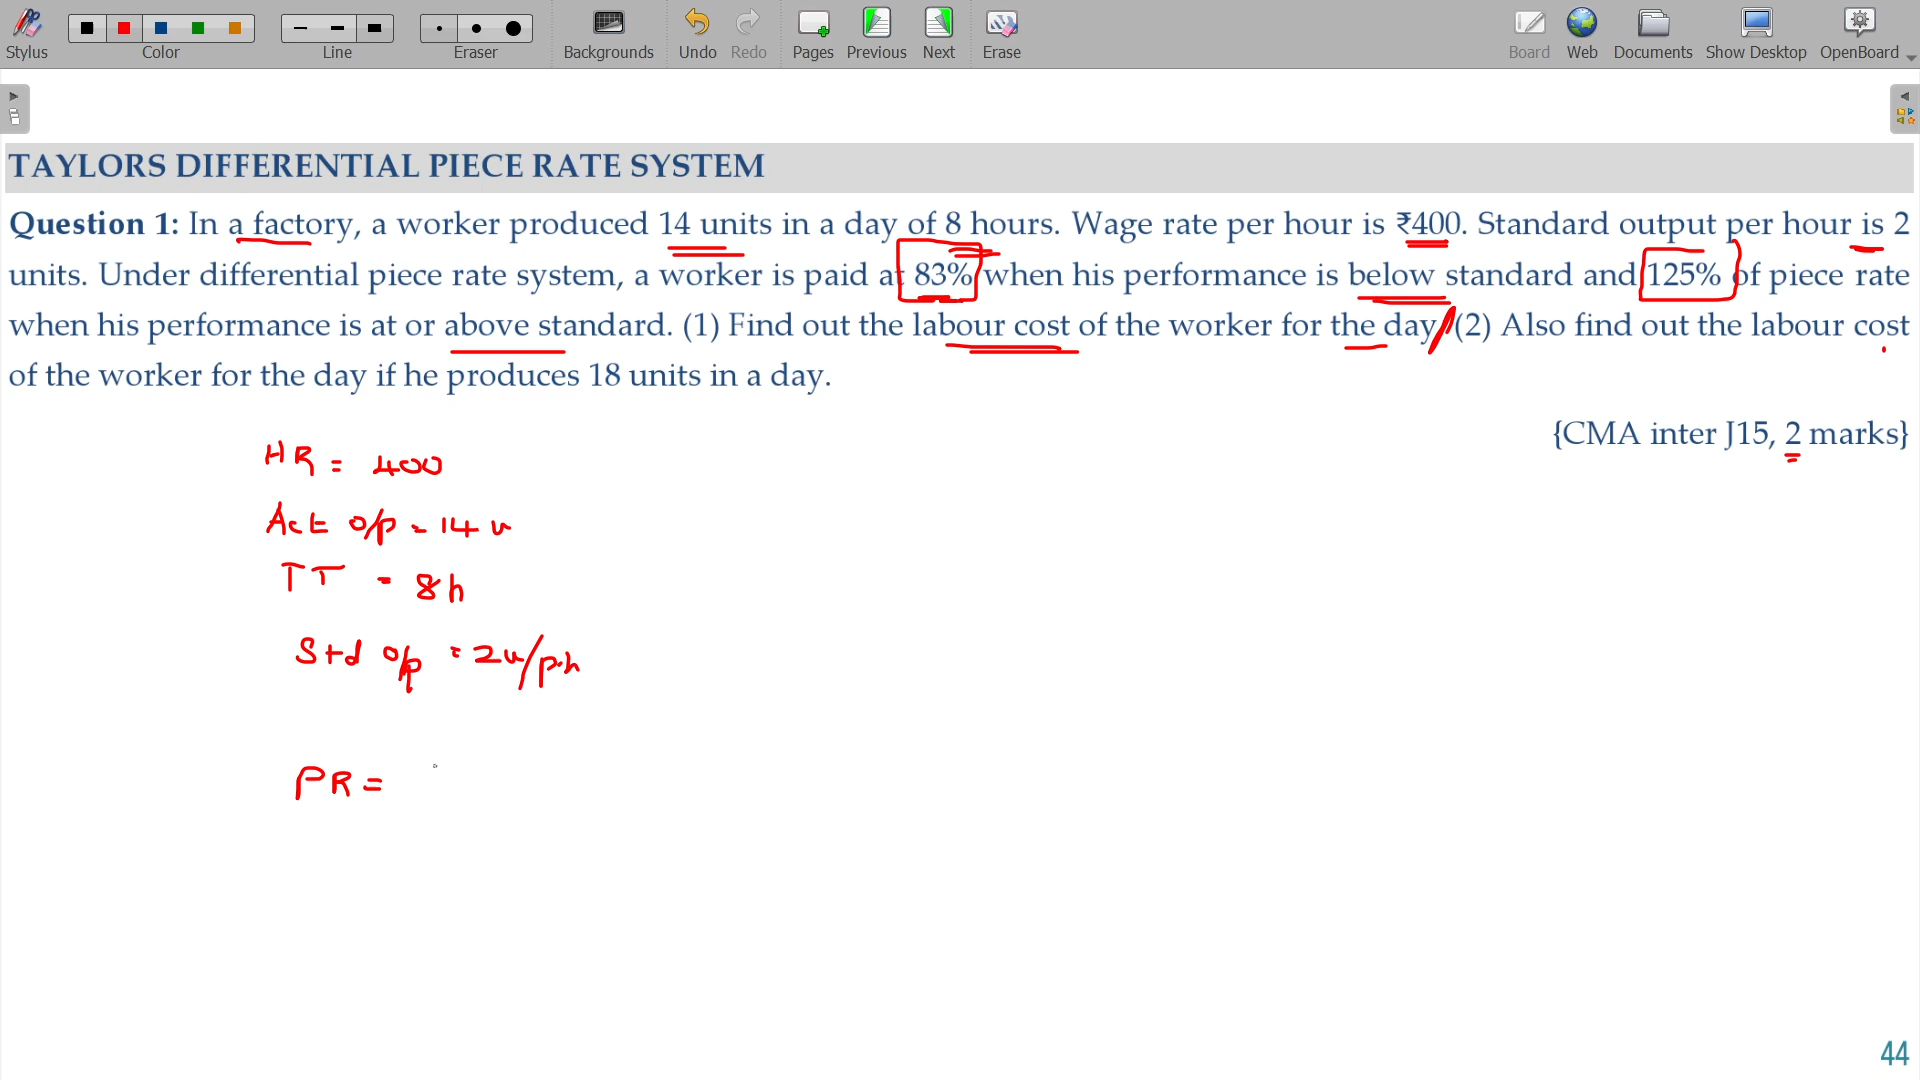 Stylus Color Line Eraser Backgrounds Undo Redo Pages Previous Next Erase Board Web Documents Show Desktop OpenBoard
TAYLORS DIFFERENTIAL PIECE RATE SYSTEM
Question 1: In a factory, a worker produced 14 units in a day of 8 hours. Wage rate per hour is ₹400. Standard output per hour is 2
units. Under differential piece rate system, a worker is paid at 83% when his performance is below standard and 125% of piece rate
when his performance is at or above standard. (1) Find out the labour cost of the worker for the day (2) Also find out the labour cost
of the worker for the day if he produces 18 units in a day.
{CMA inter J15, 2 marks}
HR = 400
Act o/p = 14 u
TT = 8h
Std o/p = 2u/p.h
PR =
44